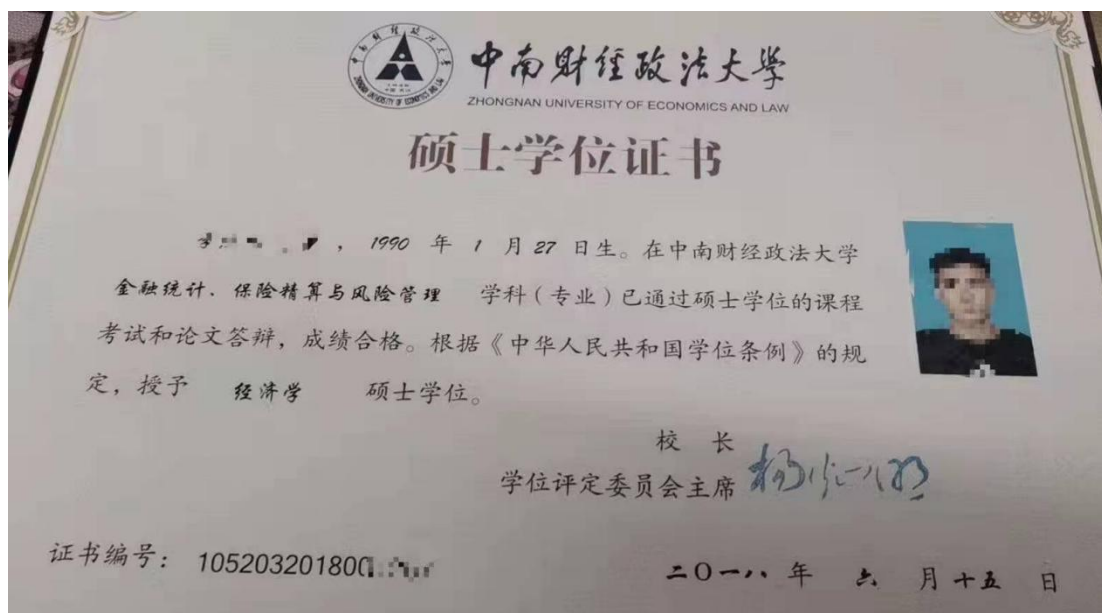 中南财经政法大学
ZHONGNAN UNIVERSITY OF ECONOMICS AND LAW
硕士学位证书
，1990 年 1 月 27 日生。在中南财经政法大学
金融统计、保险精算与风险管理 学科（专业）已通过硕士学位的课程
考试和论文答辩，成绩合格。根据《中华人民共和国学位条例》的规
定，授予 经济学 硕士学位。
校 长
学位评定委员会主席 杨灿明
证书编号： 105203201800
二〇一八 年 六 月 十五 日